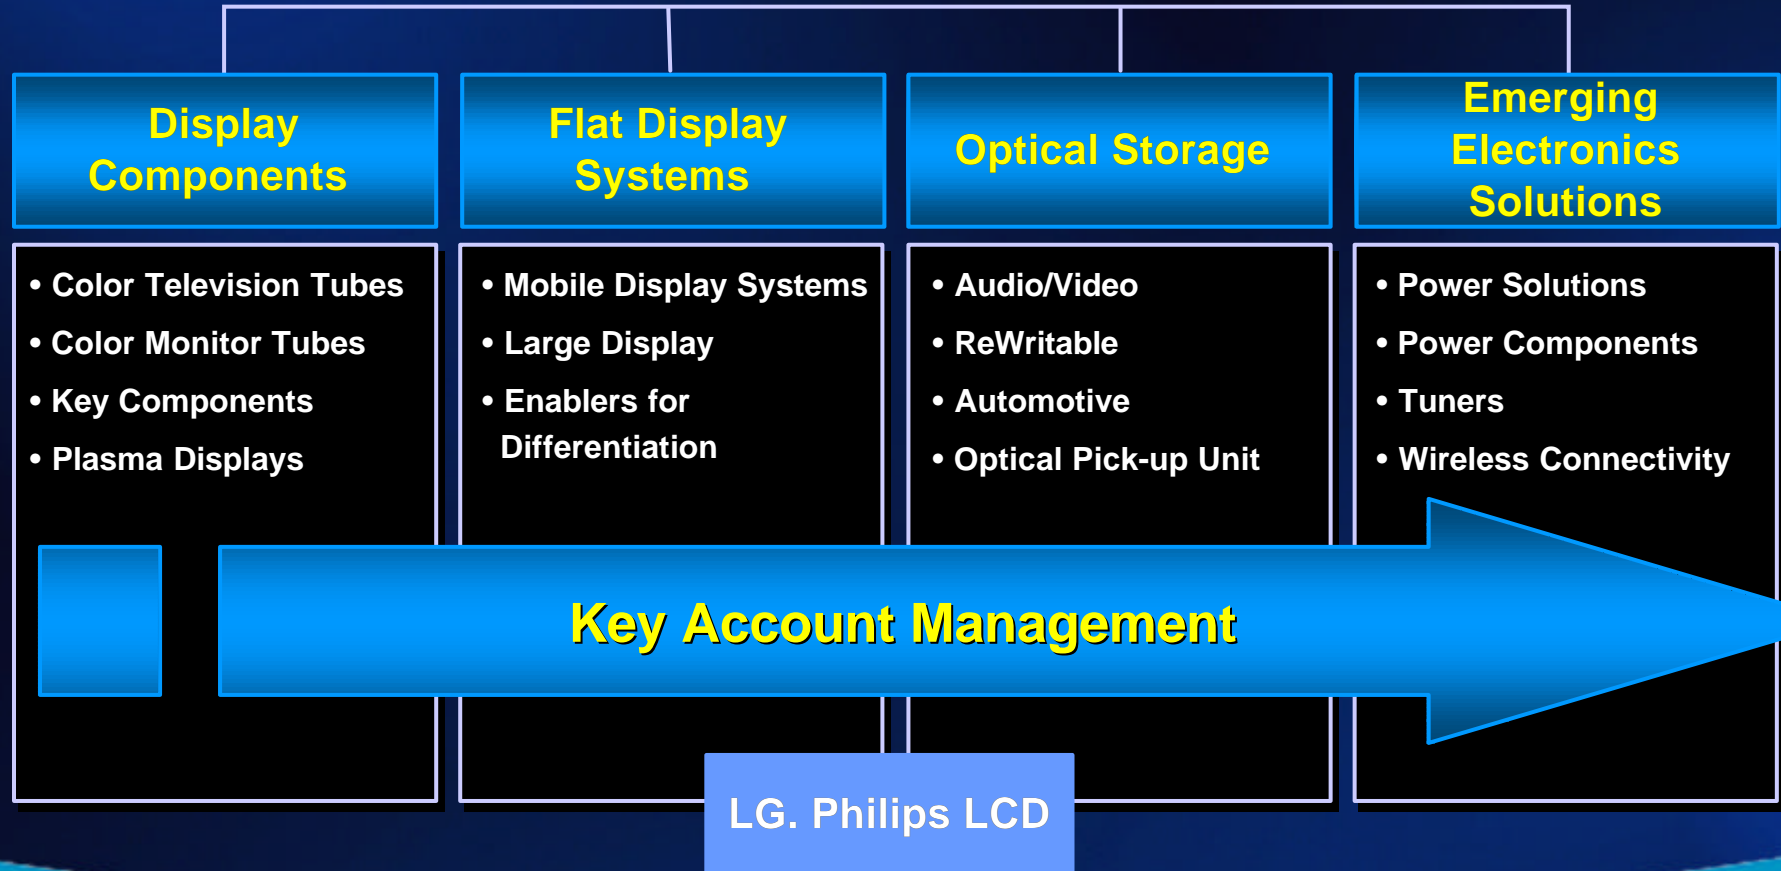 Display
Components
Flat Display
Systems
Optical Storage
Emerging
Electronics
Solutions
• Color Television Tubes
• Color Monitor Tubes
• Key Components
• Plasma Displays
• Mobile Display Systems
• Large Display
• Enablers for
Differentiation
• Audio/Video
• ReWritable
• Automotive
• Optical Pick-up Unit
• Power Solutions
• Power Components
• Tuners
• Wireless Connectivity
Key Account Management
LG. Philips LCD